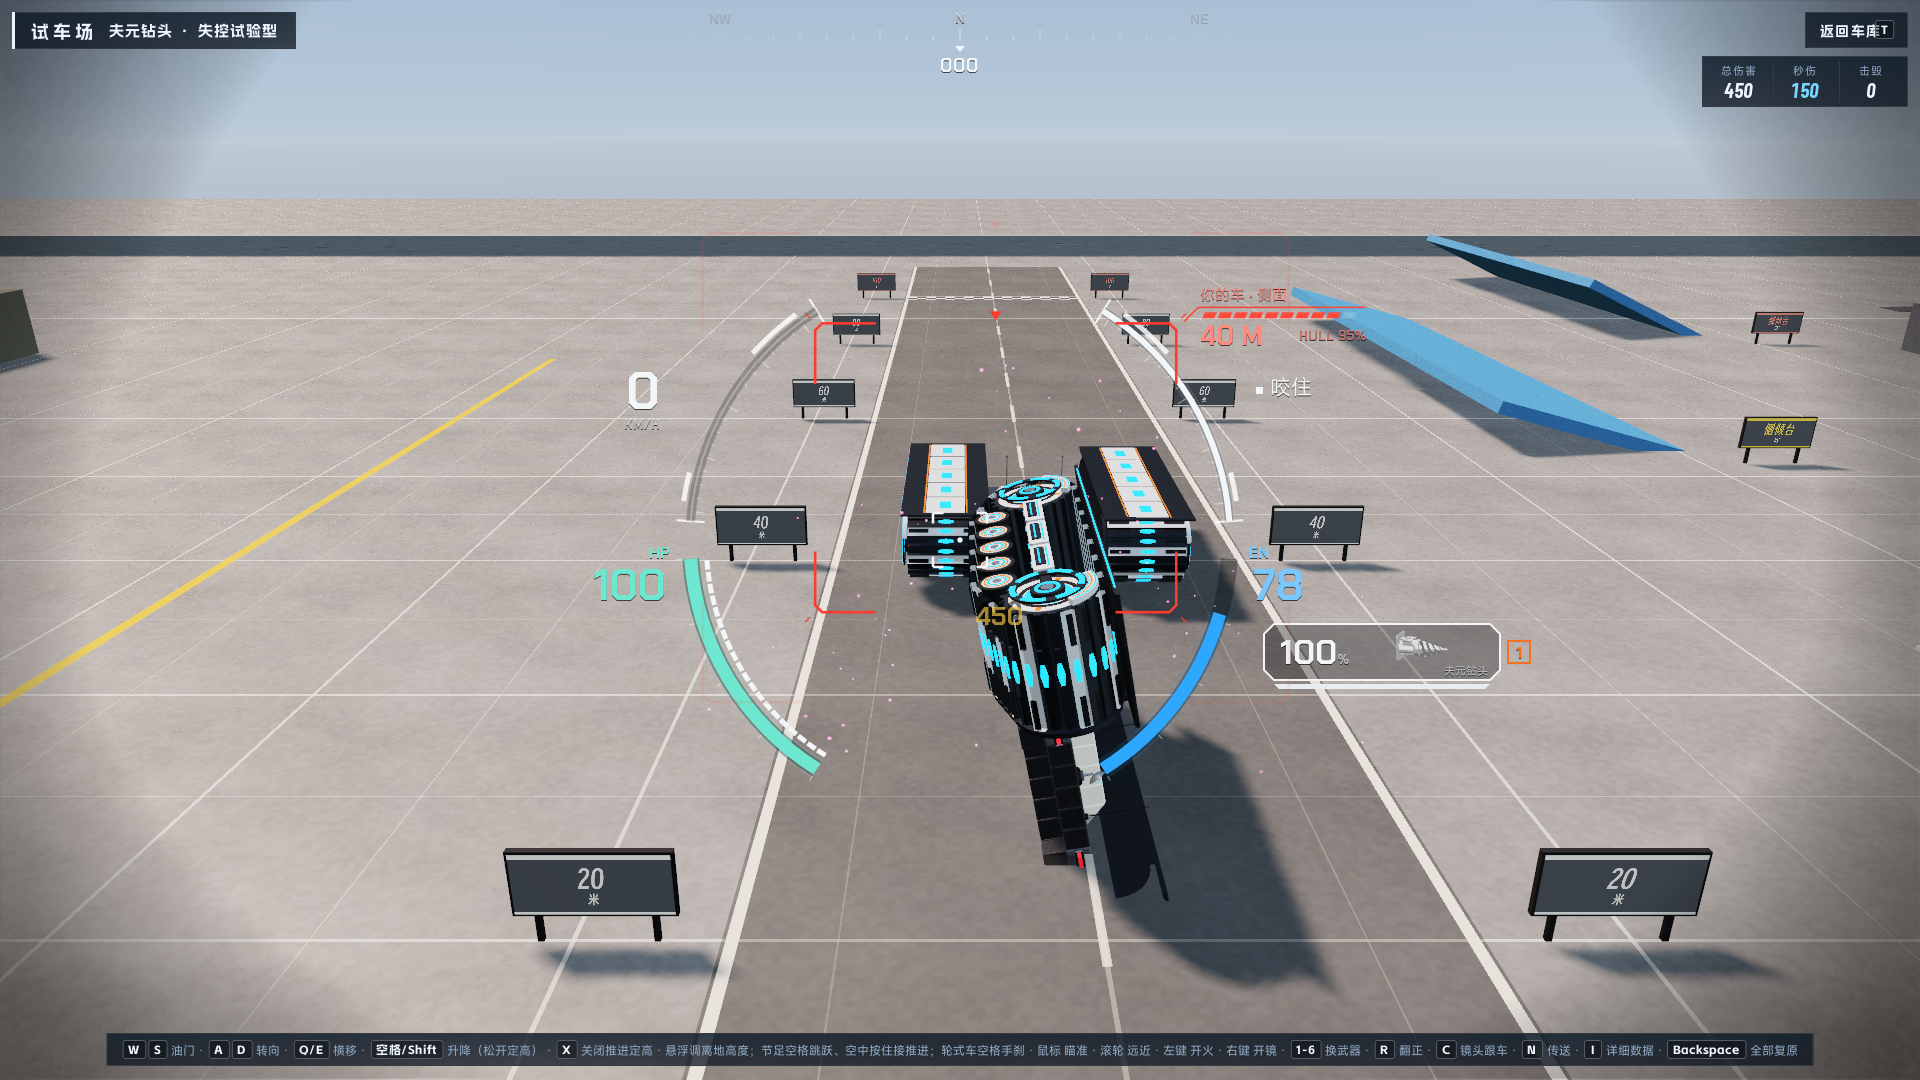 试车场 夫元钻头 · 失控试验型
NW N NE
000
返回车库 T
总伤害 秒伤 击毁
450 150 0
你的车 · 侧面
40 M HULL 95%
咬住
0
KM/H
60
米
60
米
侧倾台
40
米
40
米
HP
100
EN
78
450
100%
夫元钻头
1
20
米
20
米
W S 油门 · A D 转向 · Q/E 横移 · 空格/Shift 升降（松开定高） · X 关闭推进定高 · 悬浮调离地高度；节足空格跳跃、空中按住接推进；轮式车空格手刹 · 鼠标 瞄准 · 滚轮 远近 · 左键 开火 · 右键 开镜 · 1-6 换武器 · R 翻正 · C 镜头跟车 · N 传送 · I 详细数据 · Backspace 全部复原